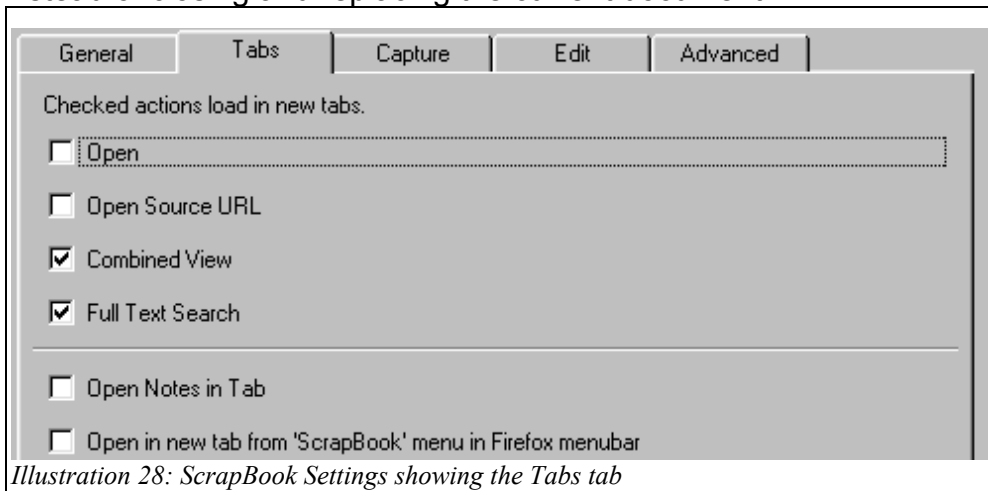 General Tabs Capture Edit Advanced
Checked actions load in new tabs.
Open
Open Source URL
Combined View
Full Text Search
Open Notes in Tab
Open in new tab from 'ScrapBook' menu in Firefox menubar
Illustration 28: ScrapBook Settings showing the Tabs tab